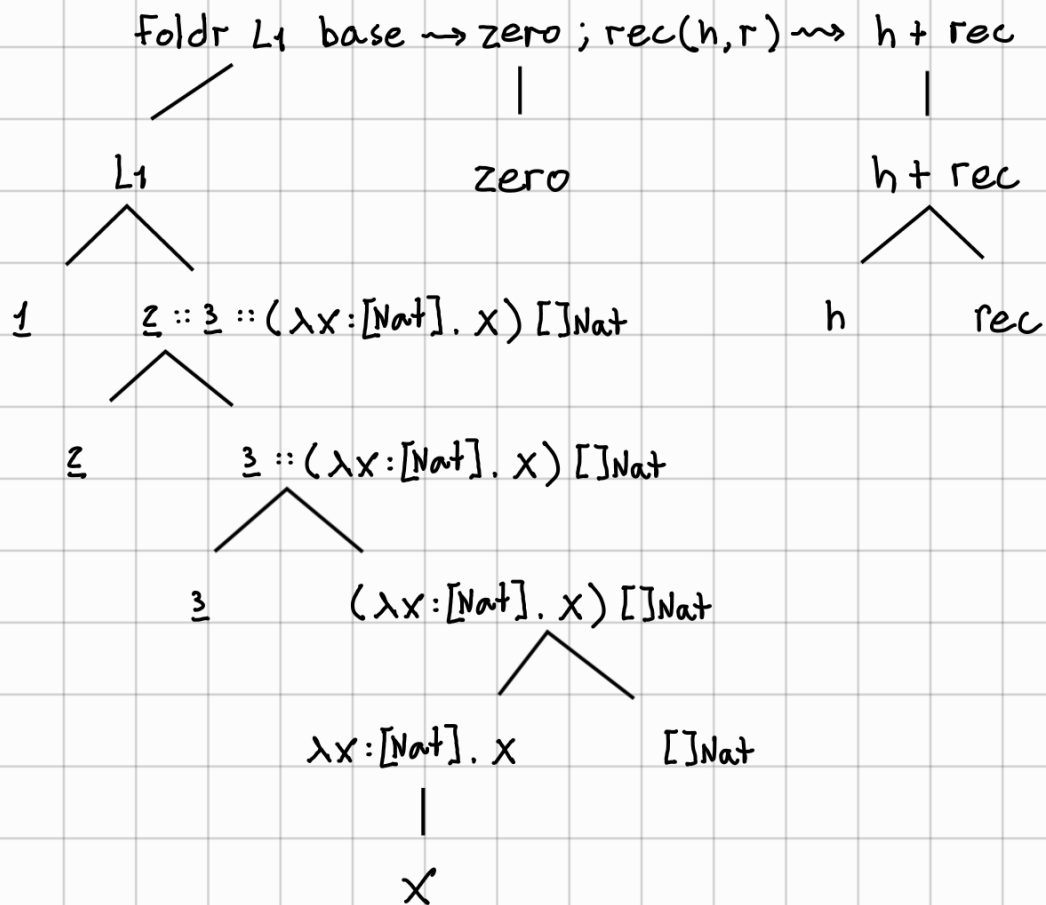 foldr L1 base ⇝ zero ; rec(h,r) ⇝ h + rec
L1 zero h + rec
1 2 :: 3 :: (λx:[Nat]. x) []Nat h rec
2 3 :: (λx:[Nat]. x) []Nat
3 (λx:[Nat]. x) []Nat
λx:[Nat]. x []Nat
x